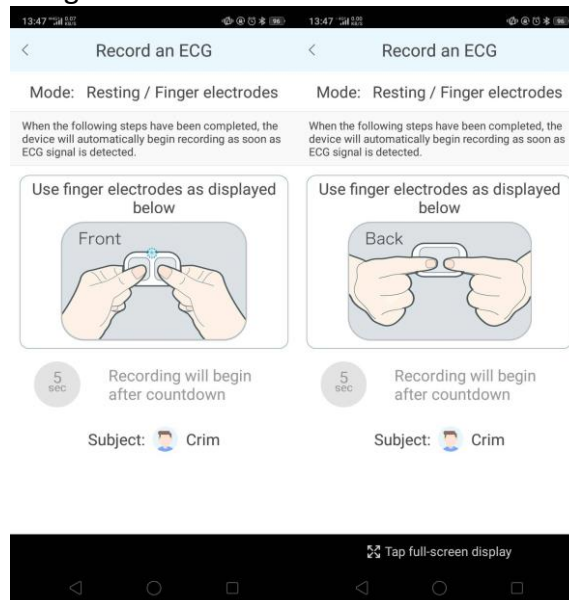 13:47
96
Record an ECG
Mode: Resting / Finger electrodes
When the following steps have been completed, the
device will automatically begin recording as soon as
ECG signal is detected.
Use finger electrodes as displayed
below
Front
5
sec
Recording will begin
after countdown
Subject: Crim
13:47
96
Record an ECG
Mode: Resting / Finger electrodes
When the following steps have been completed, the
device will automatically begin recording as soon as
ECG signal is detected.
Use finger electrodes as displayed
below
Back
5
sec
Recording will begin
after countdown
Subject: Crim
Tap full-screen display